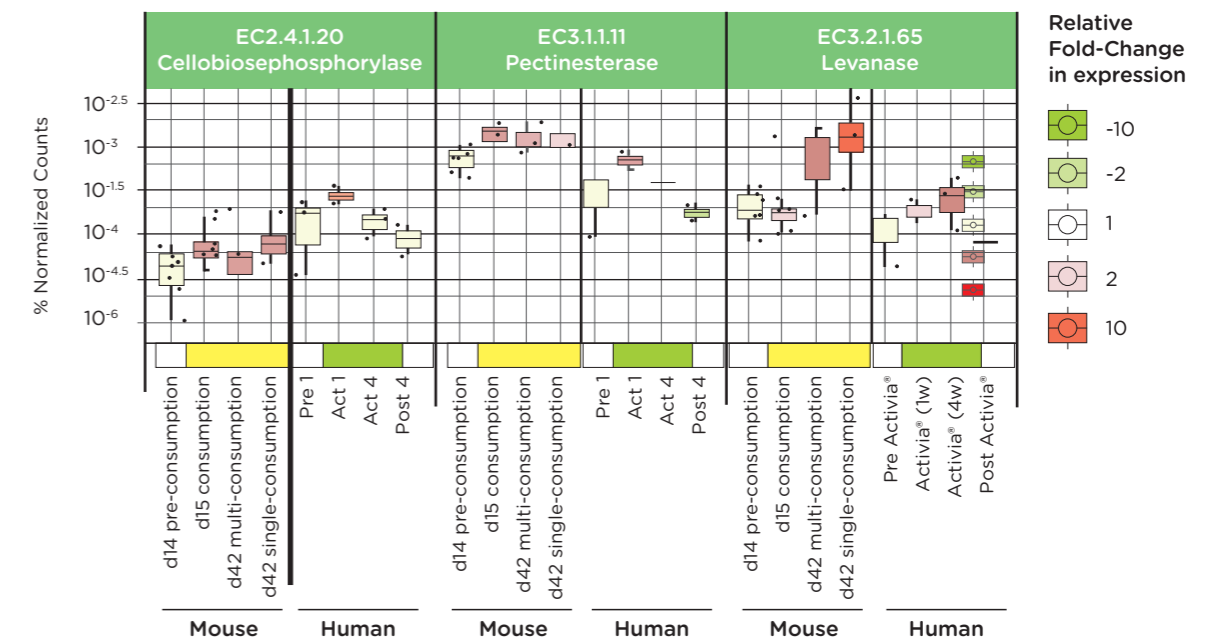 EC2.4.1.20
Cellobiosephosphorylase
EC3.1.1.11
Pectinesterase
EC3.2.1.65
Levanase
Relative
Fold-Change
in expression
-10
-2
1
2
10
% Normalized Counts
10-2.5
10-3
10-1.5
10-4
10-4.5
10-6
d14 pre-consumption
d15 consumption
d42 multi-consumption
d42 single-consumption
Pre 1
Act 1
Act 4
Post 4
d14 pre-consumption
d15 consumption
d42 multi-consumption
d42 single-consumption
Pre 1
Act 1
Act 4
Post 4
d14 pre-consumption
d15 consumption
d42 multi-consumption
d42 single-consumption
Pre Activia®
Activia® (1w)
Activia® (4w)
Post Activia®
Mouse
Human
Mouse
Human
Mouse
Human